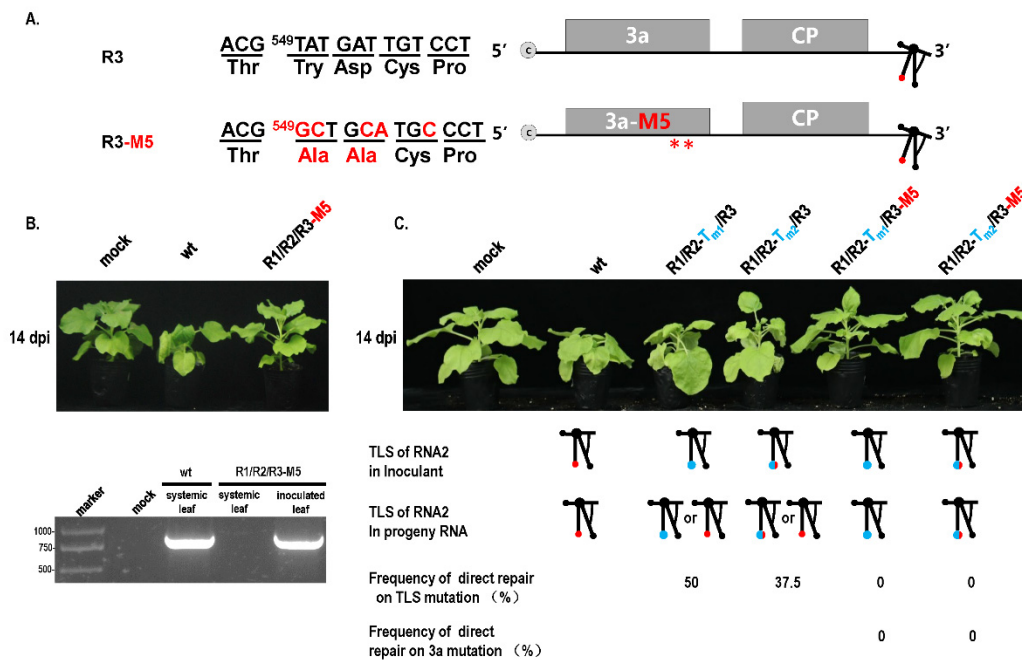 A.
R3
ACG 549TAT GAT TGT CCT
Thr Try Asp Cys Pro
5’ c 3a CP 3’
R3-M5
ACG 549GCT GCA TGC CCT
Thr Ala Ala Cys Pro
5’ c 3a-M5 CP 3’
**
B.
mock wt R1/R2/R3-M5
14 dpi
wt R1/R2/R3-M5
marker mock systemic leaf systemic leaf inoculated leaf
1000
750
500
C.
mock wt R1/R2-Tm1/R3 R1/R2-Tm2/R3 R1/R2-Tm1/R3-M5 R1/R2-Tm2/R3-M5
14 dpi
TLS of RNA2
in Inoculant
TLS of RNA2
In progeny RNA
or or
Frequency of direct repair
on TLS mutation （%）
50 37.5 0 0
Frequency of direct
repair on 3a mutation (%)
0 0